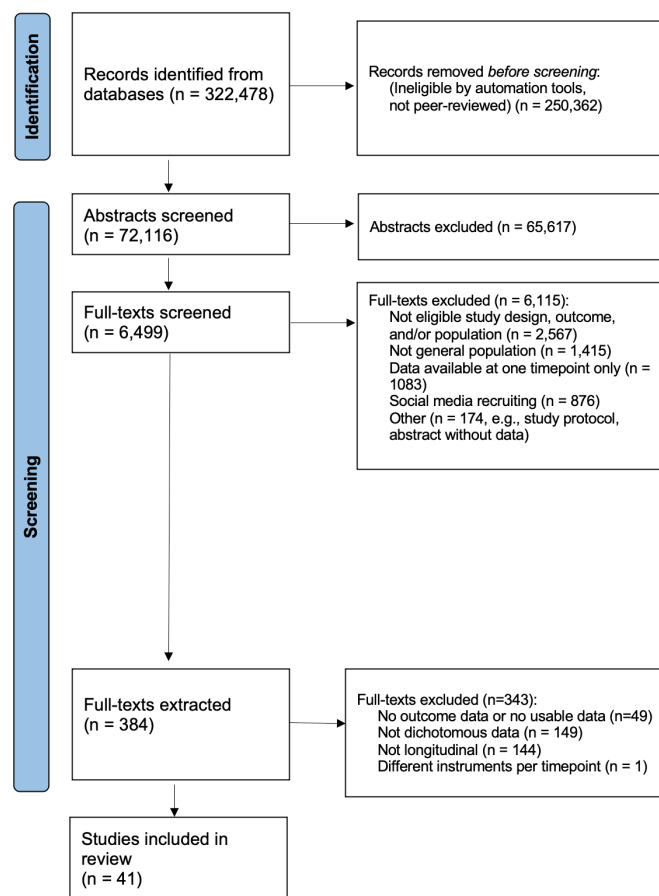 Identification
Records identified from
databases (n = 322,478)
Records removed before screening:
(Ineligible by automation tools,
not peer-reviewed) (n = 250,362)
Screening
Abstracts screened
(n = 72,116)
Abstracts excluded (n = 65,617)
Full-texts screened
(n = 6,499)
Full-texts excluded (n = 6,115):
Not eligible study design, outcome,
and/or population (n = 2,567)
Not general population (n = 1,415)
Data available at one timepoint only (n =
1083)
Social media recruiting (n = 876)
Other (n = 174, e.g., study protocol,
abstract without data)
Full-texts extracted
(n = 384)
Full-texts excluded (n=343):
No outcome data or no usable data (n=49)
Not dichotomous data (n = 149)
Not longitudinal (n = 144)
Different instruments per timepoint (n = 1)
Studies included in
review
(n = 41)